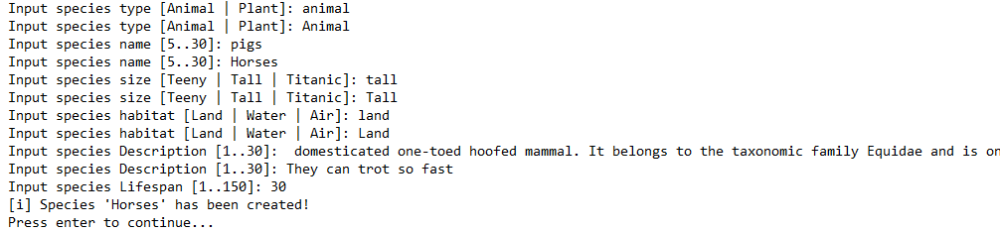 Input species type [Animal | Plant]: animal
Input species type [Animal | Plant]: Animal
Input species name [5..30]: pigs
Input species name [5..30]: Horses
Input species size [Teeny | Tall | Titanic]: tall
Input species size [Teeny | Tall | Titanic]: Tall
Input species habitat [Land | Water | Air]: land
Input species habitat [Land | Water | Air]: Land
Input species Description [1..30]:  domesticated one-toed hoofed mammal. It belongs to the taxonomic family Equidae and is on
Input species Description [1..30]: They can trot so fast
Input species Lifespan [1..150]: 30
[i] Species 'Horses' has been created!
Press enter to continue...